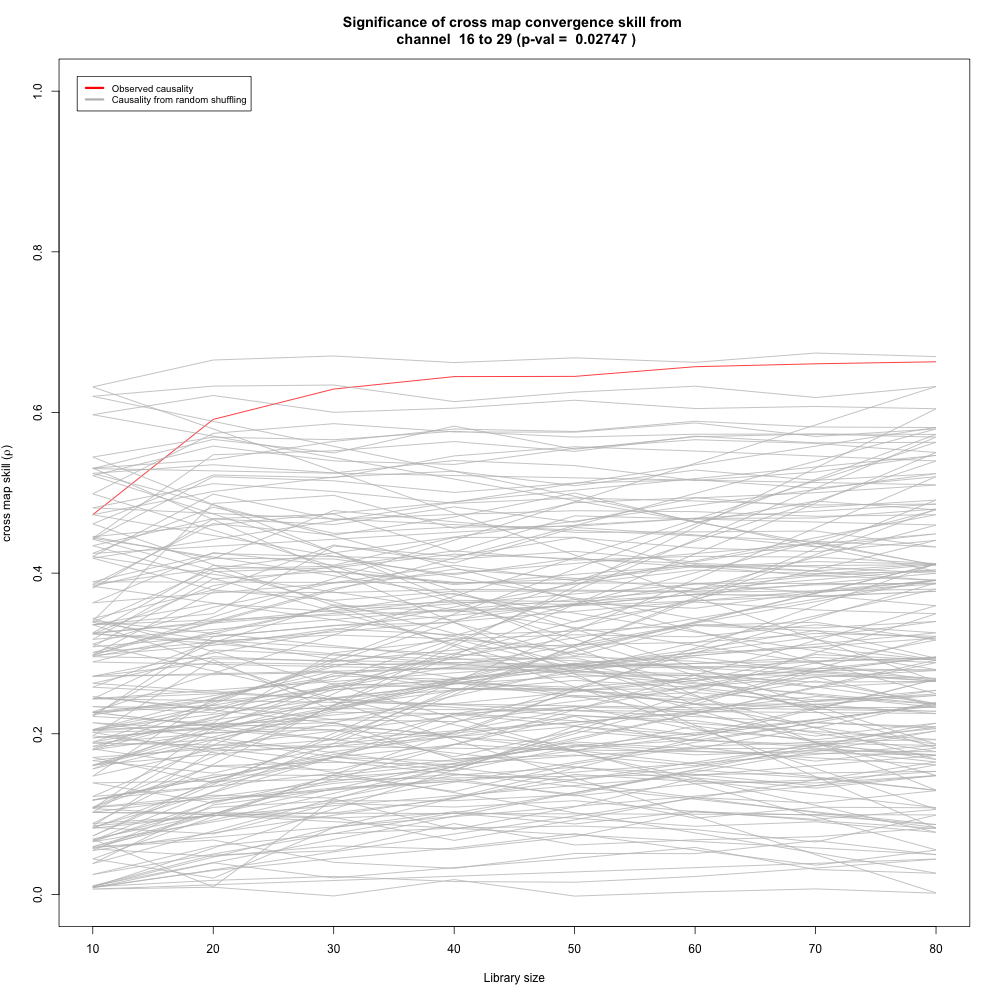 Significance of cross map convergence skill from
channel  16 to 29 (p-val =  0.02747 )
Observed causality
Causality from random shuffling
cross map skill (ρ)
1.0
0.8
0.6
0.4
0.2
0.0
10 20 30 40 50 60 70 80
Library size